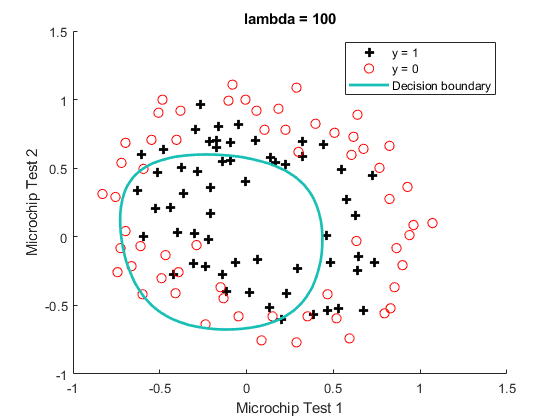 lambda = 100
y = 1
y = 0
Decision boundary
Microchip Test 2
1.5
1
0.5
0
-0.5
-1
-1
-0.5
0
0.5
1
1.5
Microchip Test 1